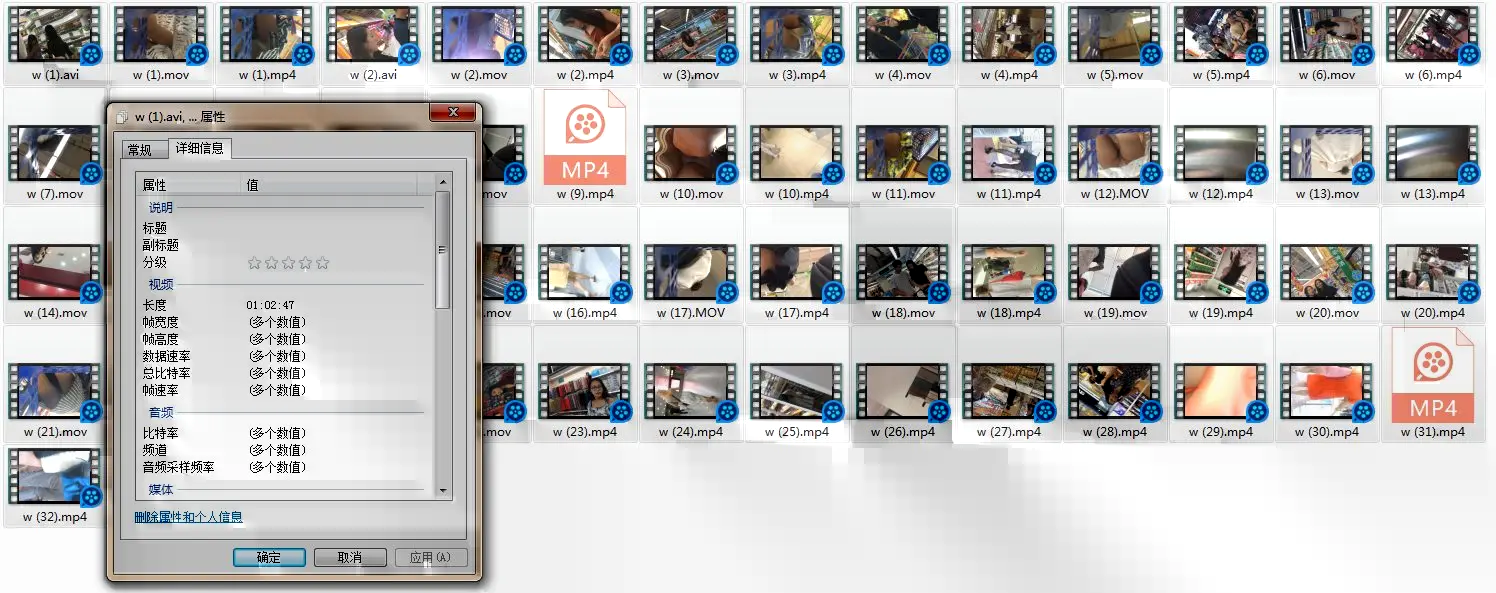 w (1).avi
w (1).mov
w (1).mp4
w (2).avi
w (2).mov
w (2).mp4
w (3).mov
w (3).mp4
w (4).mov
w (4).mp4
w (5).mov
w (5).mp4
w (6).mov
w (6).mp4
w (1).avi, ... 属性
常规
详细信息
属性 值
说明
标题
副标题
分级
视频
长度 01:02:47
帧宽度 (多个数值)
帧高度 (多个数值)
数据速率 (多个数值)
总比特率 (多个数值)
帧速率 (多个数值)
音频
比特率 (多个数值)
频道 (多个数值)
音频采样频率 (多个数值)
媒体
删除属性和个人信息
确定
取消
应用(A)
w (7).mov
.mov
MP4
w (9).mp4
w (10).mov
w (10).mp4
w (11).mov
w (11).mp4
w (12).MOV
w (12).mp4
w (13).mov
w (13).mp4
w (14).mov
.mov
w (16).mp4
w (17).MOV
w (17).mp4
w (18).mov
w (18).mp4
w (19).mov
w (19).mp4
w (20).mov
w (20).mp4
w (21).mov
.mov
w (23).mp4
w (24).mp4
w (25).mp4
w (26).mp4
w (27).mp4
w (28).mp4
w (29).mp4
w (30).mp4
MP4
w (31).mp4
w (32).mp4